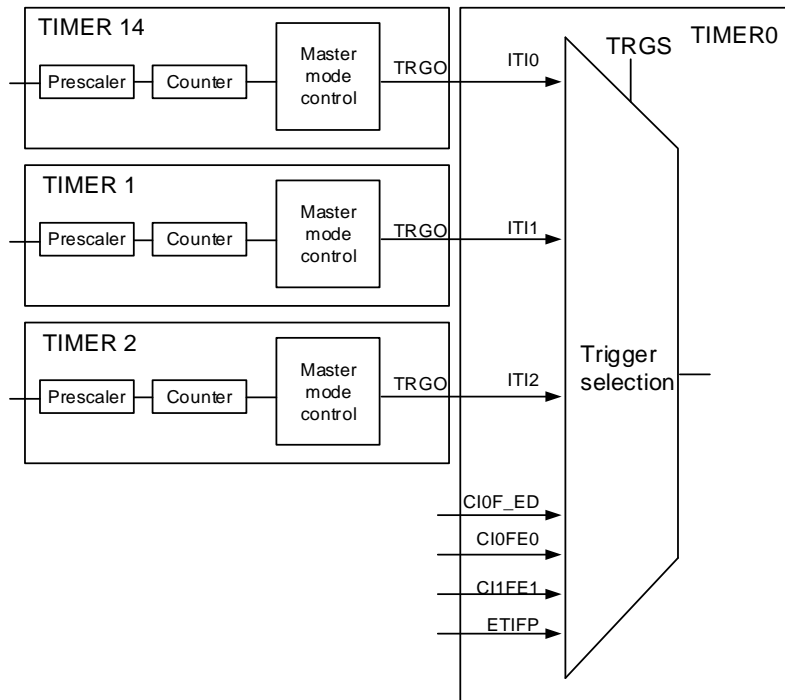 TIMER 14
Prescaler
Counter
Master
mode
control
TRGO
ITI0
TRGS
TIMER0
TIMER 1
Prescaler
Counter
Master
mode
control
TRGO
ITI1
TIMER 2
Prescaler
Counter
Master
mode
control
TRGO
ITI2
Trigger
selection
CI0F_ED
CI0FE0
CI1FE1
ETIFP